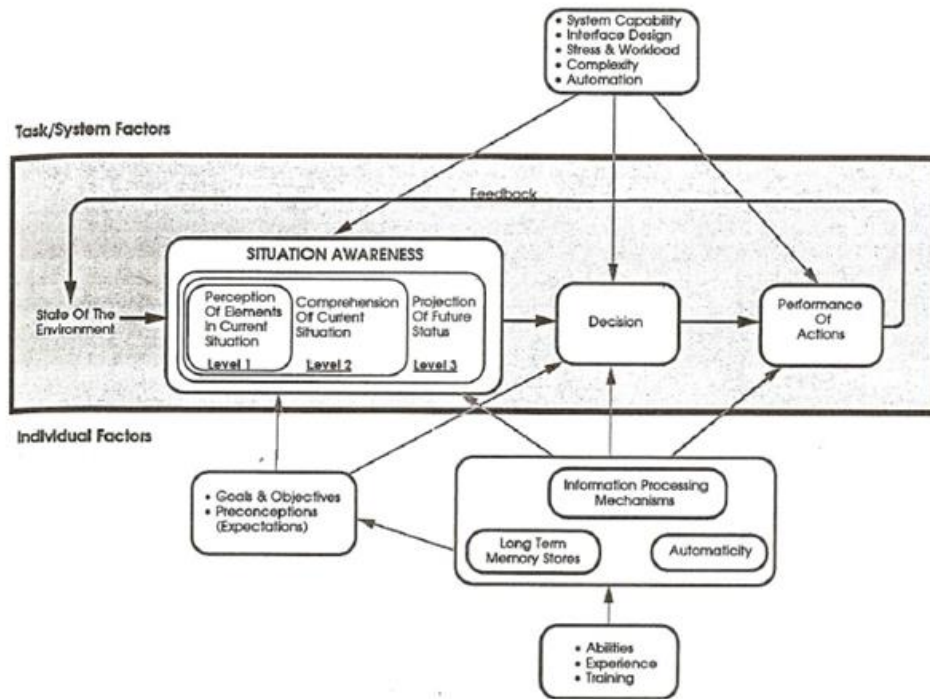 • System Capability
• Interface Design
• Stress & Workload
• Complexity
• Automation
Task/System Factors
Feedback
SITUATION AWARENESS
State Of The
Environment
Perception
Of Elements
In Current
Situation
Level 1
Comprehension
Of Current
Situation
Level 2
Projection
Of Future
Status
Level 3
Decision
Performance
Of
Actions
Individual Factors
• Goals & Objectives
• Preconceptions
(Expectations)
Information Processing
Mechanisms
Long Term
Memory Stores
Automaticity
• Abilities
• Experience
• Training